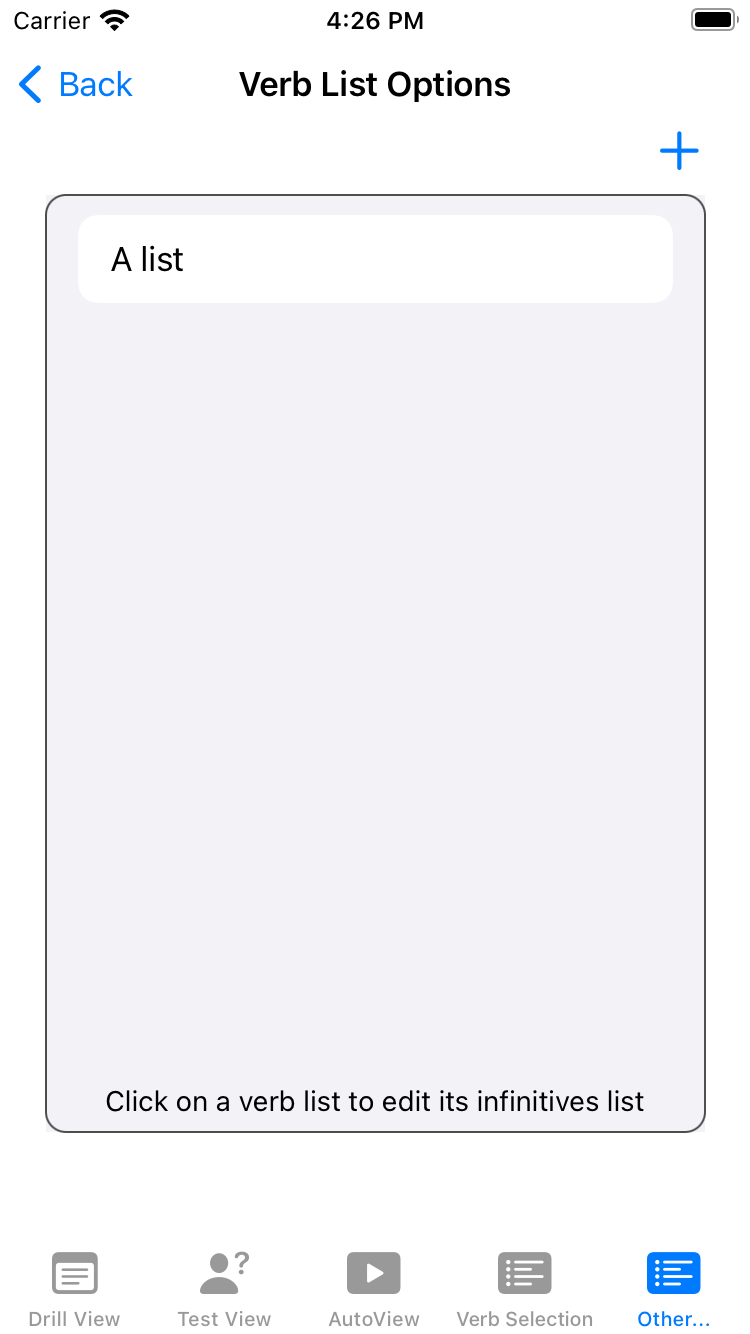 Carrier 4:26 PM
Back Verb List Options
A list
Click on a verb list to edit its infinitives list
Drill View Test View AutoView Verb Selection Other...